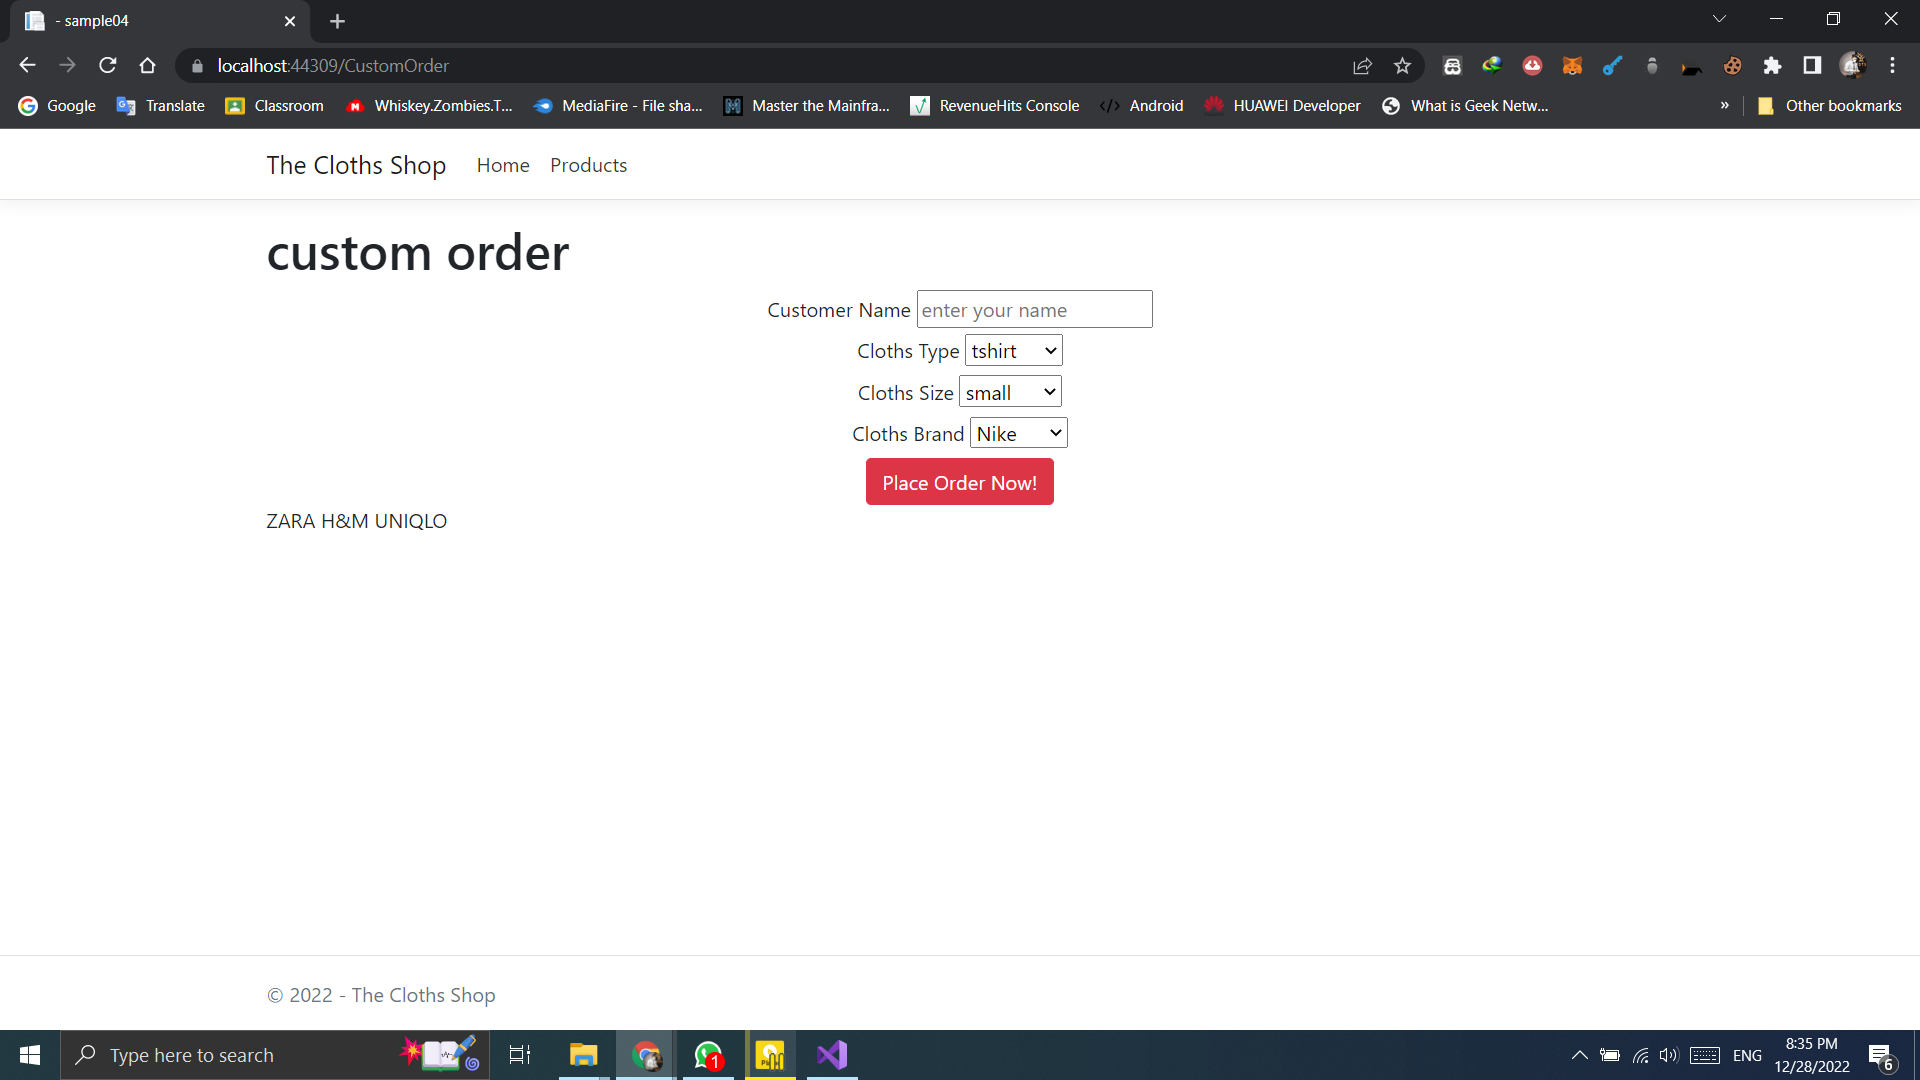 - sample04
localhost:44309/CustomOrder
Google Translate Classroom Whiskey.Zombies.T... MediaFire - File sha... Master the Mainfra... RevenueHits Console Android HUAWEI Developer What is Geek Netw... » Other bookmarks
The Cloths Shop Home Products
custom order
Customer Name enter your name
Cloths Type tshirt
Cloths Size small
Cloths Brand Nike
Place Order Now!
ZARA H&M UNIQLO
© 2022 - The Cloths Shop
Type here to search
1
ENG
8:35 PM
12/28/2022
6